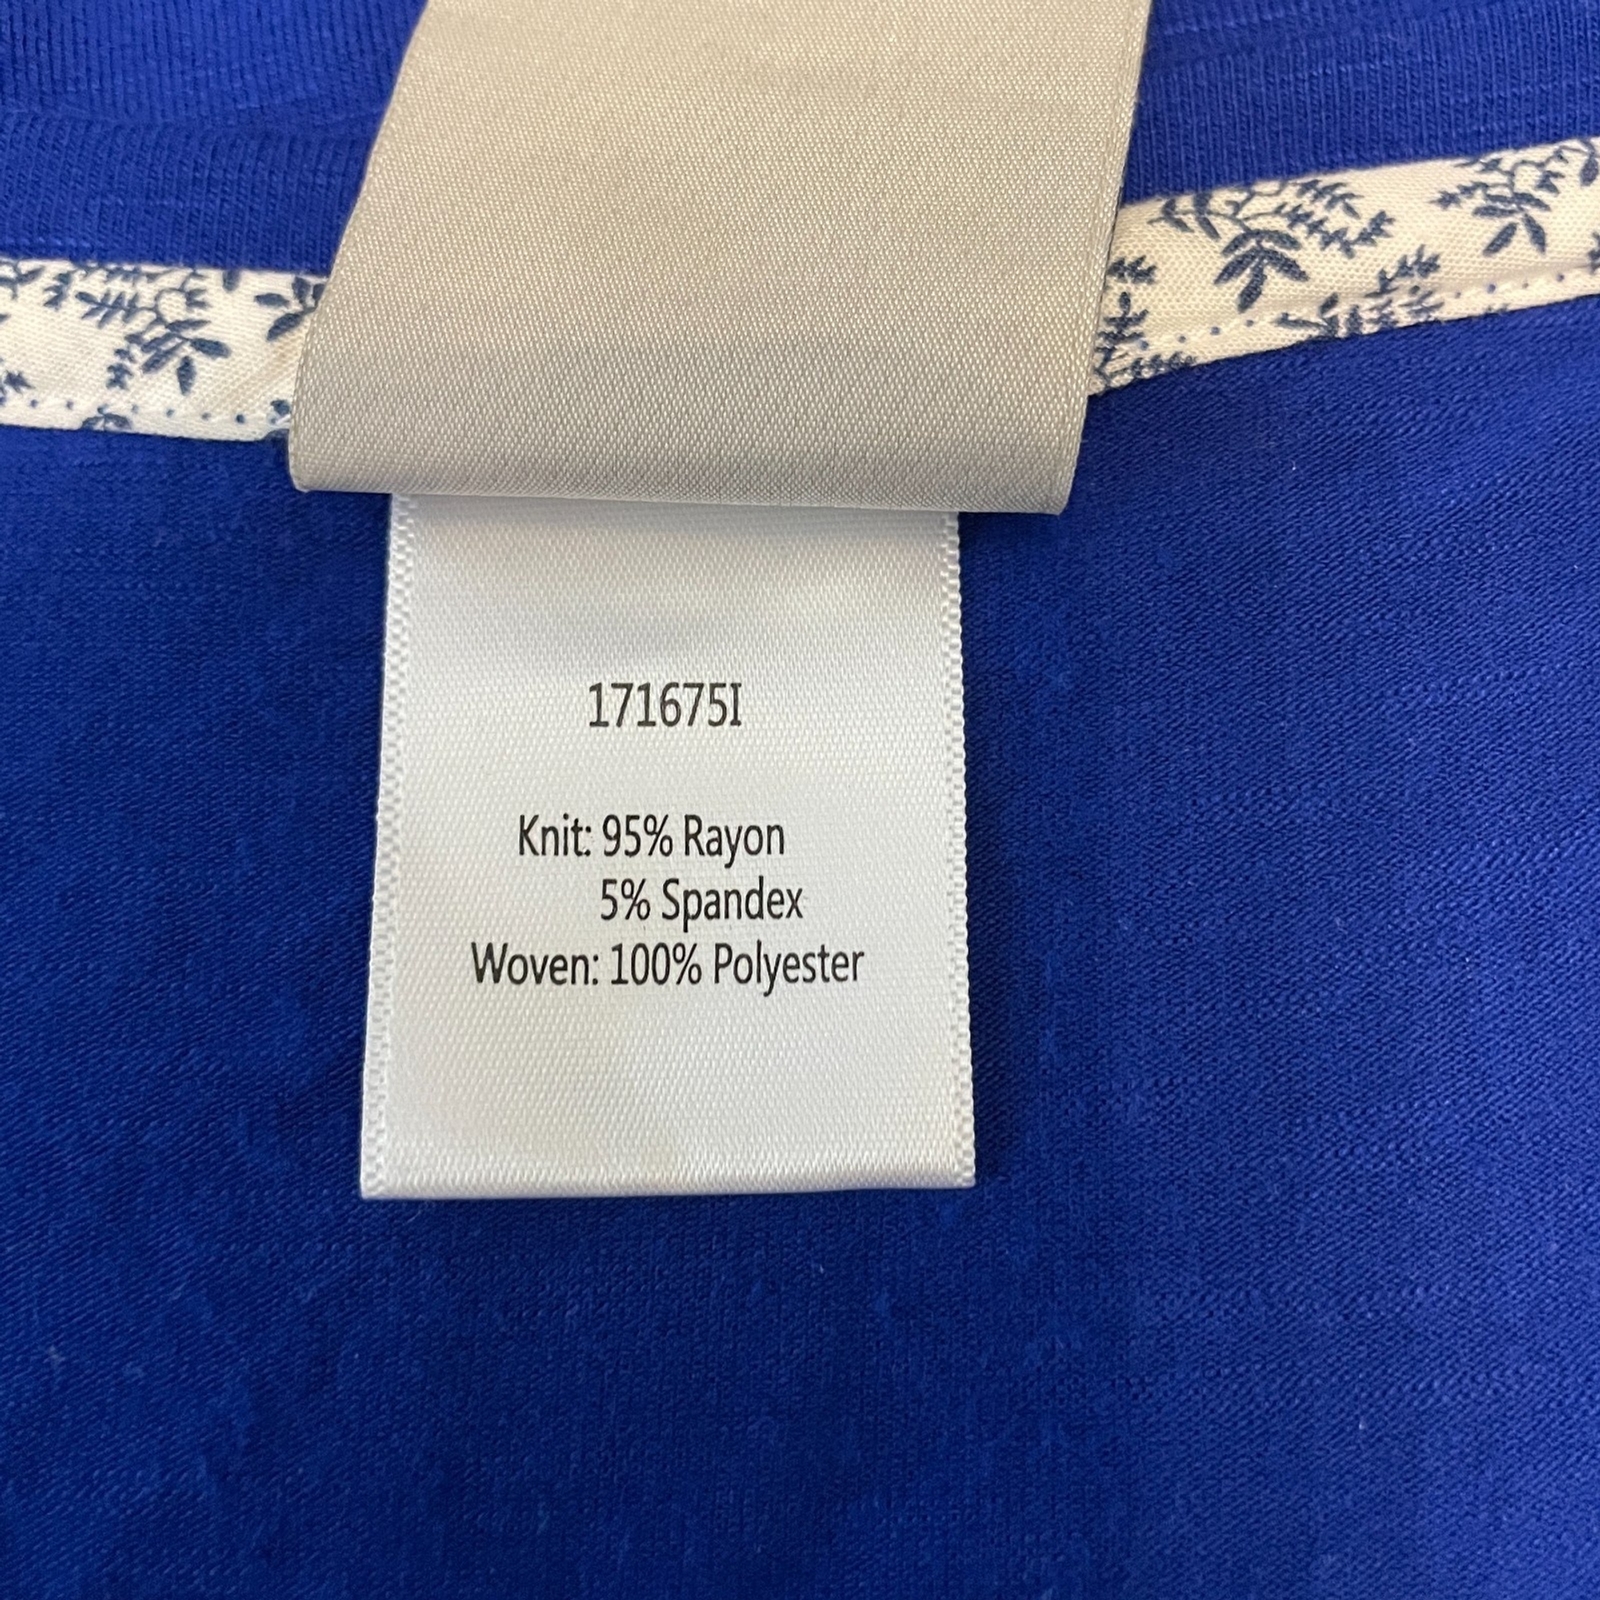 171675I
Knit: 95% Rayon
5% Spandex
Woven: 100% Polyester